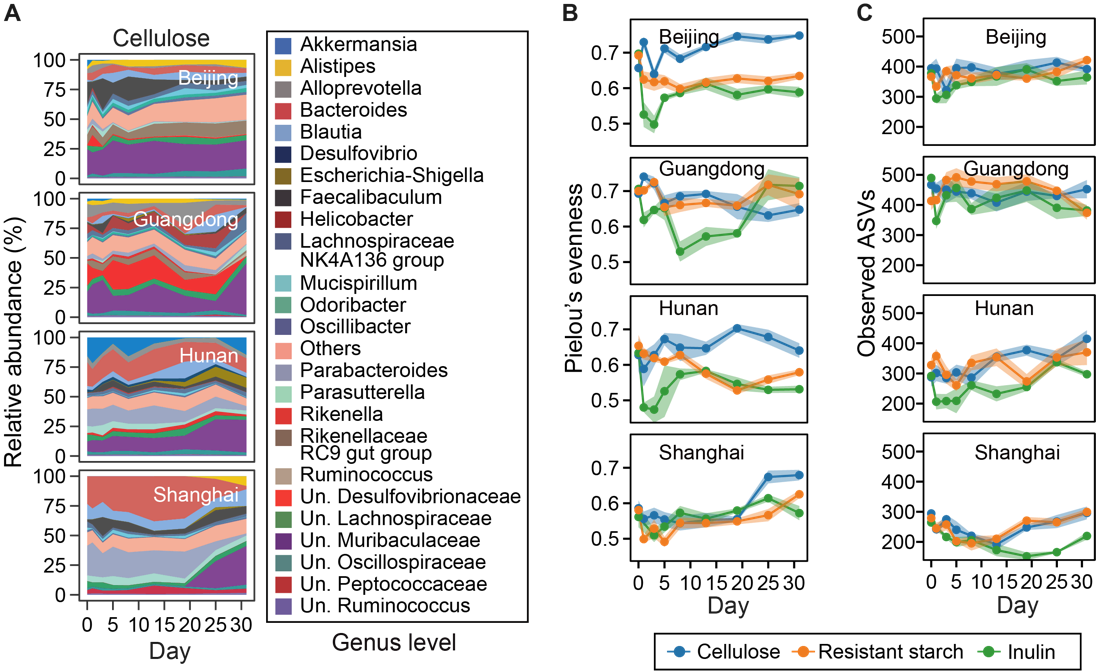 A
Cellulose
Relative abundance (%)
100
75
50
25
0
Beijing
100
75
50
25
0
Guangdong
100
75
50
25
0
Hunan
100
75
50
25
0
Shanghai
0 5 10 15 20 25 30
Day
Akkermansia
Alistipes
Alloprevotella
Bacteroides
Blautia
Desulfovibrio
Escherichia-Shigella
Faecalibaculum
Helicobacter
Lachnospiraceae
NK4A136 group
Mucispirillum
Odoribacter
Oscillibacter
Others
Parabacteroides
Parasutterella
Rikenella
Rikenellaceae
RC9 gut group
Ruminococcus
Un. Desulfovibrionaceae
Un. Lachnospiraceae
Un. Muribaculaceae
Un. Oscillospiraceae
Un. Peptococcaceae
Un. Ruminococcus
Genus level
B
Pielou's evenness
Beijing
0.7
0.6
0.5
Guangdong
0.7
0.6
0.5
Hunan
0.7
0.6
0.5
Shanghai
0.7
0.6
0.5
0 5 10 15 20 25 30
Day
C
Observed ASVs
Beijing
500
400
300
200
Guangdong
500
400
300
200
Hunan
500
400
300
200
Shanghai
500
400
300
200
0 5 10 15 20 25 30
Day
Cellulose Resistant starch Inulin